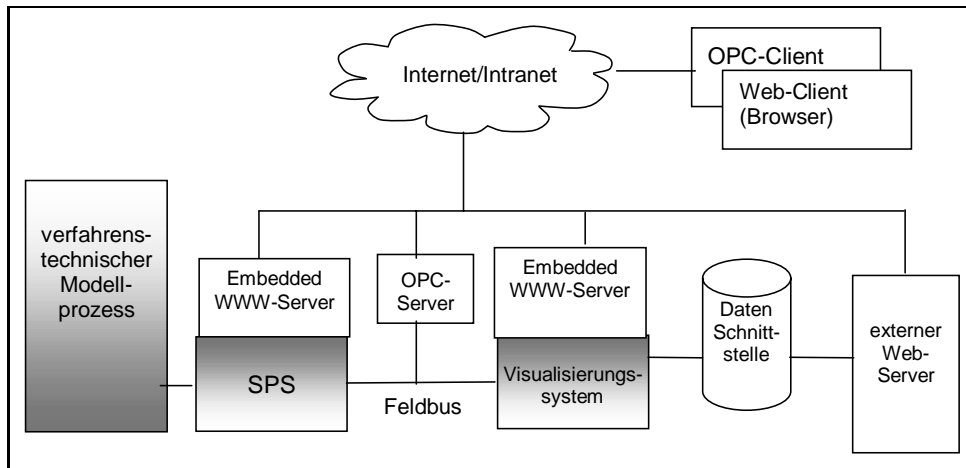 Internet/Intranet
OPC-Client
Web-Client
(Browser)
verfahrens-
technischer
Modell-
prozess
Embedded
WWW-Server
OPC-
Server
Embedded
WWW-Server
Daten
Schnitt-
stelle
externer
Web-
Server
SPS
Feldbus
Visualisierungs-
system